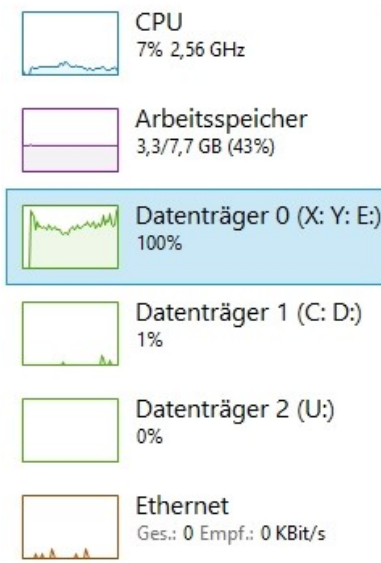 CPU
7% 2,56 GHz
Arbeitsspeicher
3,3/7,7 GB (43%)
Datenträger 0 (X: Y: E:)
100%
Datenträger 1 (C: D:)
1%
Datenträger 2 (U:)
0%
Ethernet
Ges.: 0 Empf.: 0 KBit/s